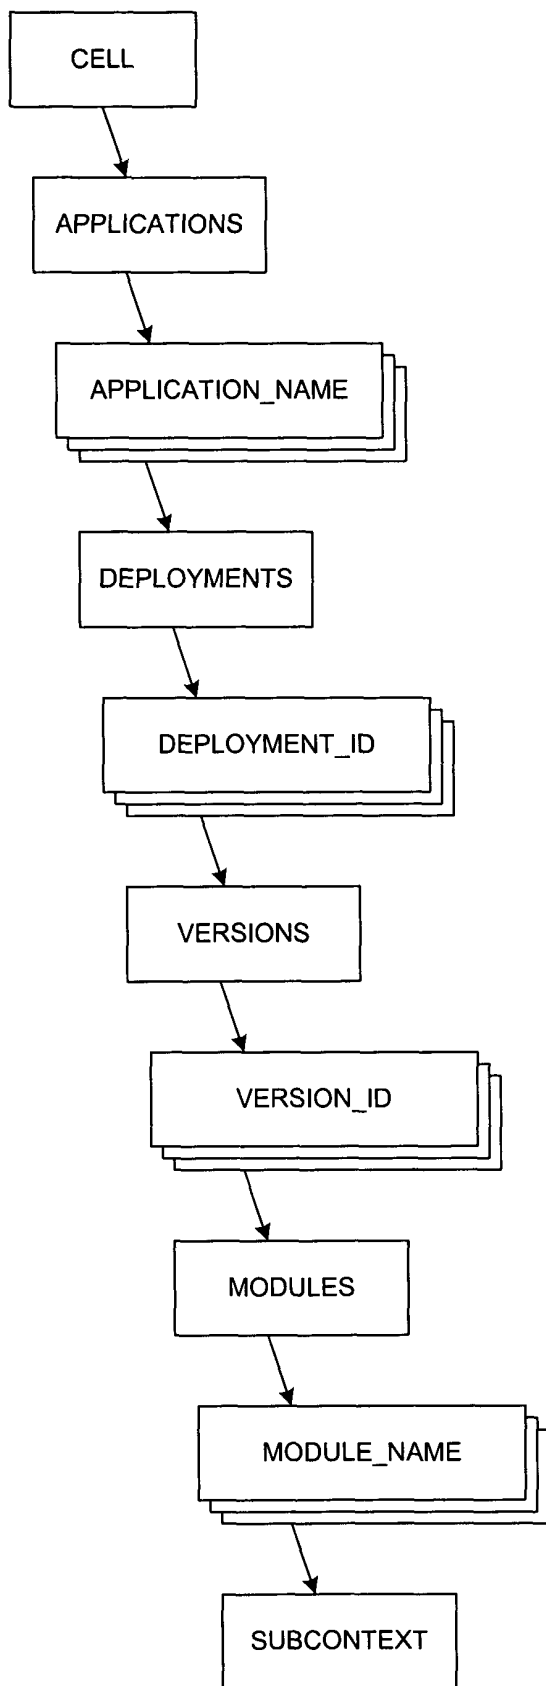 CELL
APPLICATIONS
APPLICATION_NAME
DEPLOYMENTS
DEPLOYMENT_ID
VERSIONS
VERSION_ID
MODULES
MODULE_NAME
SUBCONTEXT